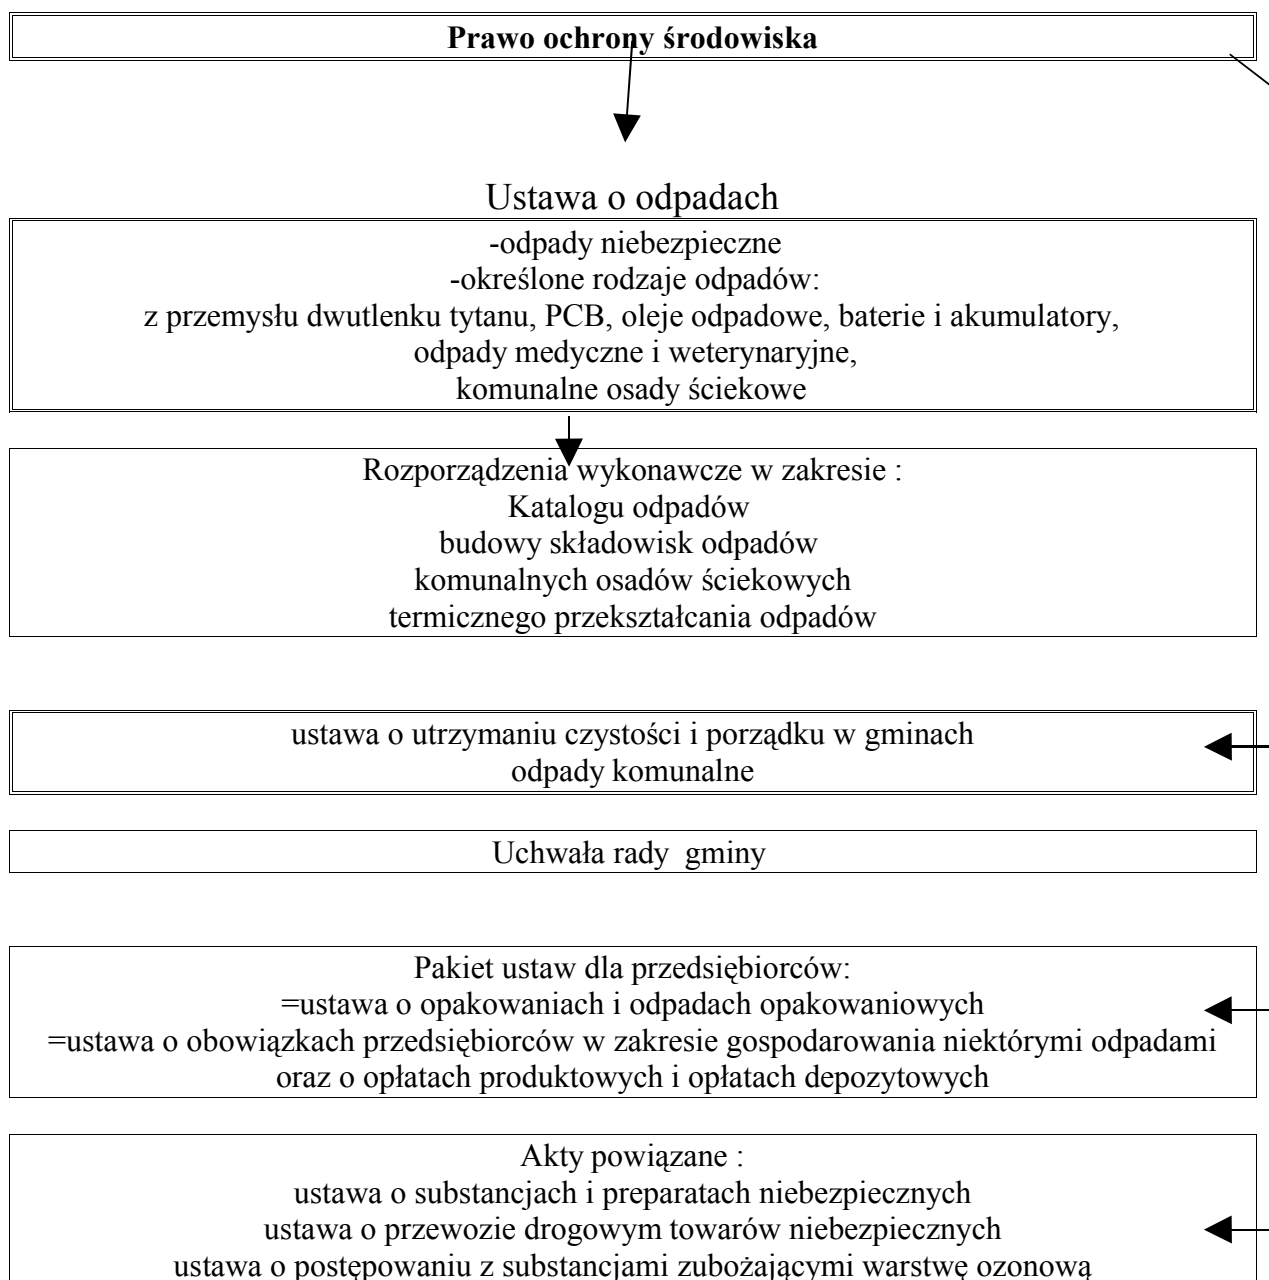 Prawo ochrony środowiska
Ustawa o odpadach
-odpady niebezpieczne
-określone rodzaje odpadów:
z przemysłu dwutlenku tytanu, PCB, oleje odpadowe, baterie i akumulatory,
odpady medyczne i weterynaryjne,
komunalne osady ściekowe
Rozporządzenia wykonawcze w zakresie :
Katalogu odpadów
budowy składowisk odpadów
komunalnych osadów ściekowych
termicznego przekształcania odpadów
ustawa o utrzymaniu czystości i porządku w gminach
odpady komunalne
Uchwała rady  gminy
Pakiet ustaw dla przedsiębiorców:
=ustawa o opakowaniach i odpadach opakowaniowych
=ustawa o obowiązkach przedsiębiorców w zakresie gospodarowania niektórymi odpadami
oraz o opłatach produktowych i opłatach depozytowych
Akty powiązane :
ustawa o substancjach i preparatach niebezpiecznych
ustawa o przewozie drogowym towarów niebezpiecznych
ustawa o postępowaniu z substancjami zubożającymi warstwę ozonową